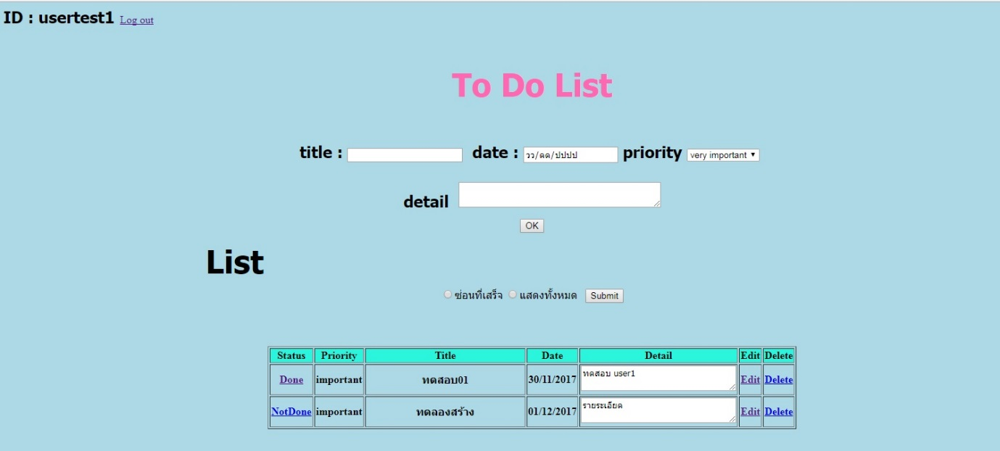 ID : usertest1 Log out
To Do List
title : date : วว/ดด/ปปปป priority very important
detail
OK
List
ซ่อนที่เสร็จ แสดงทั้งหมด Submit
Status Priority Title Date Detail Edit Delete
Done important ทดสอบ01 30/11/2017 ทดสอบ user1 Edit Delete
NotDone important ทดลองสร้าง 01/12/2017 รายระเอียด Edit Delete